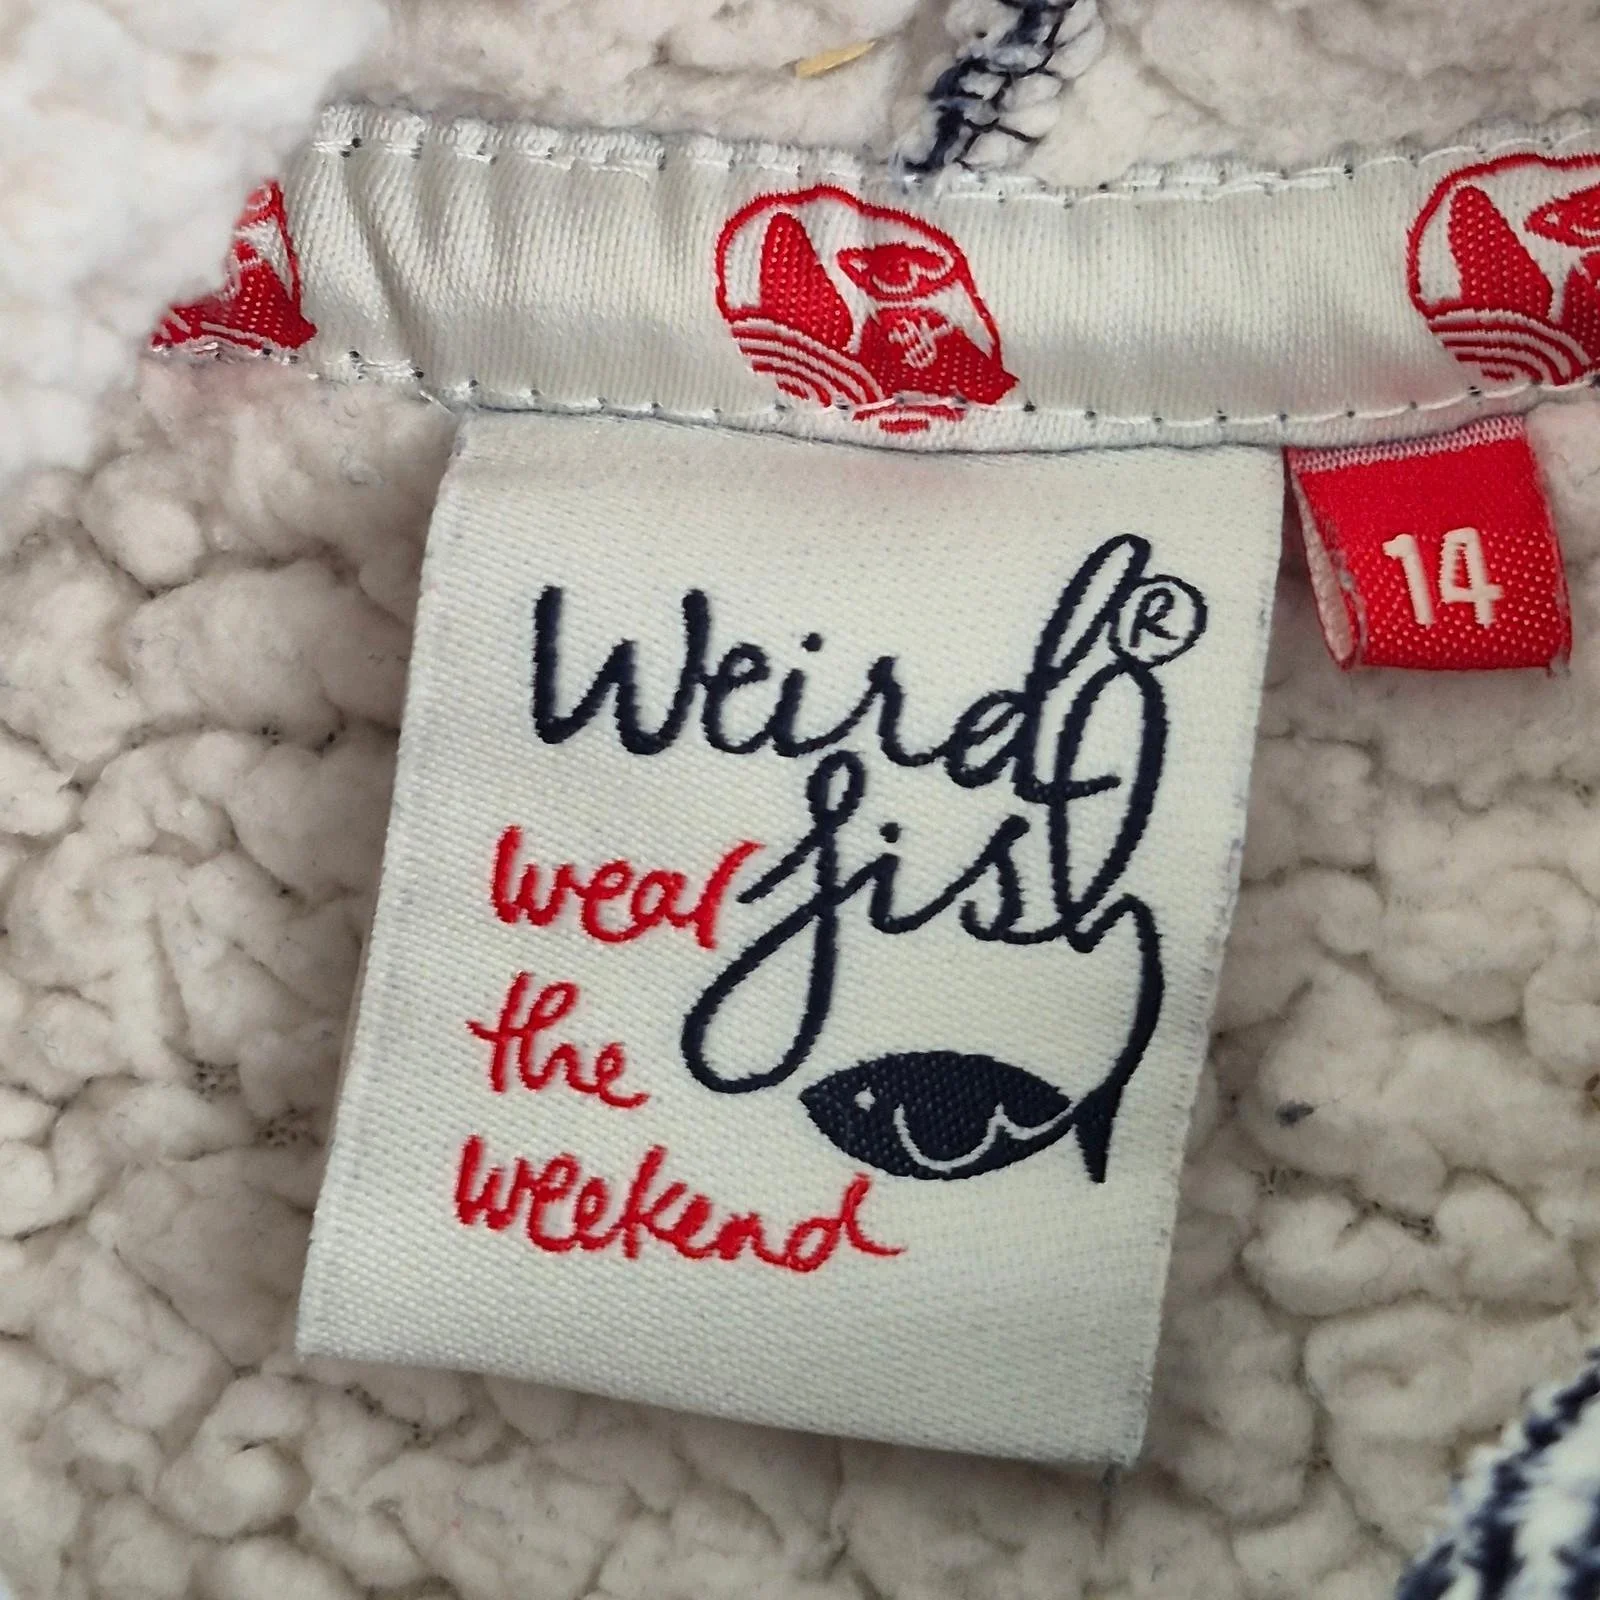 Weird®
fish
wear
the
weekend
14